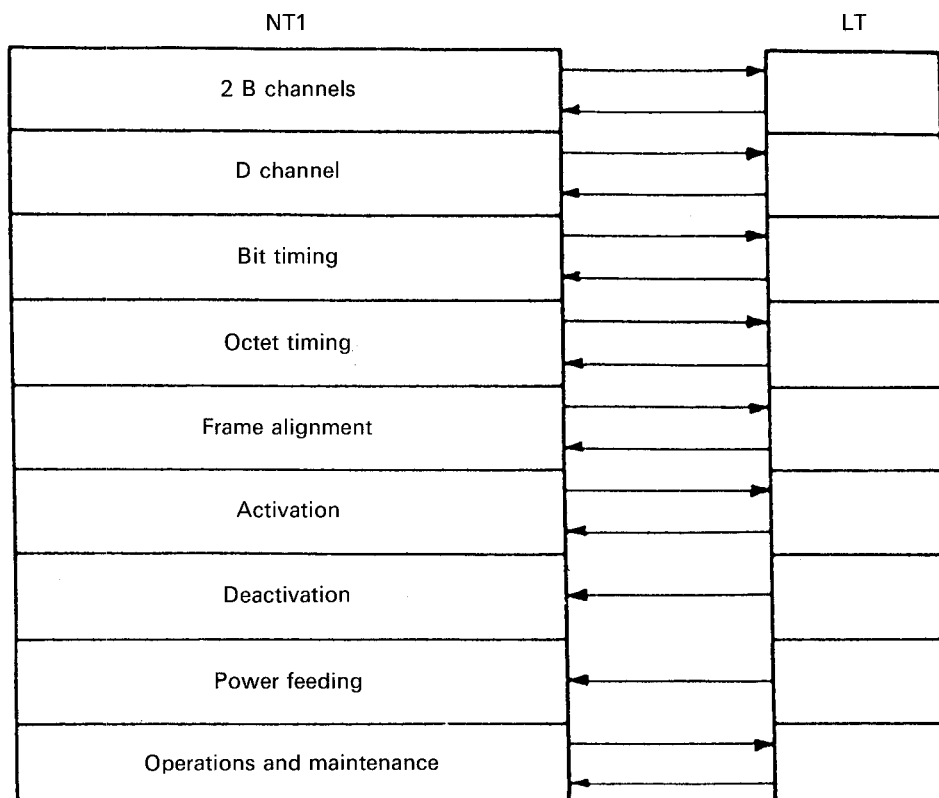 NT1
LT
2 B channels
D channel
Bit timing
Octet timing
Frame alignment
Activation
Deactivation
Power feeding
Operations and maintenance